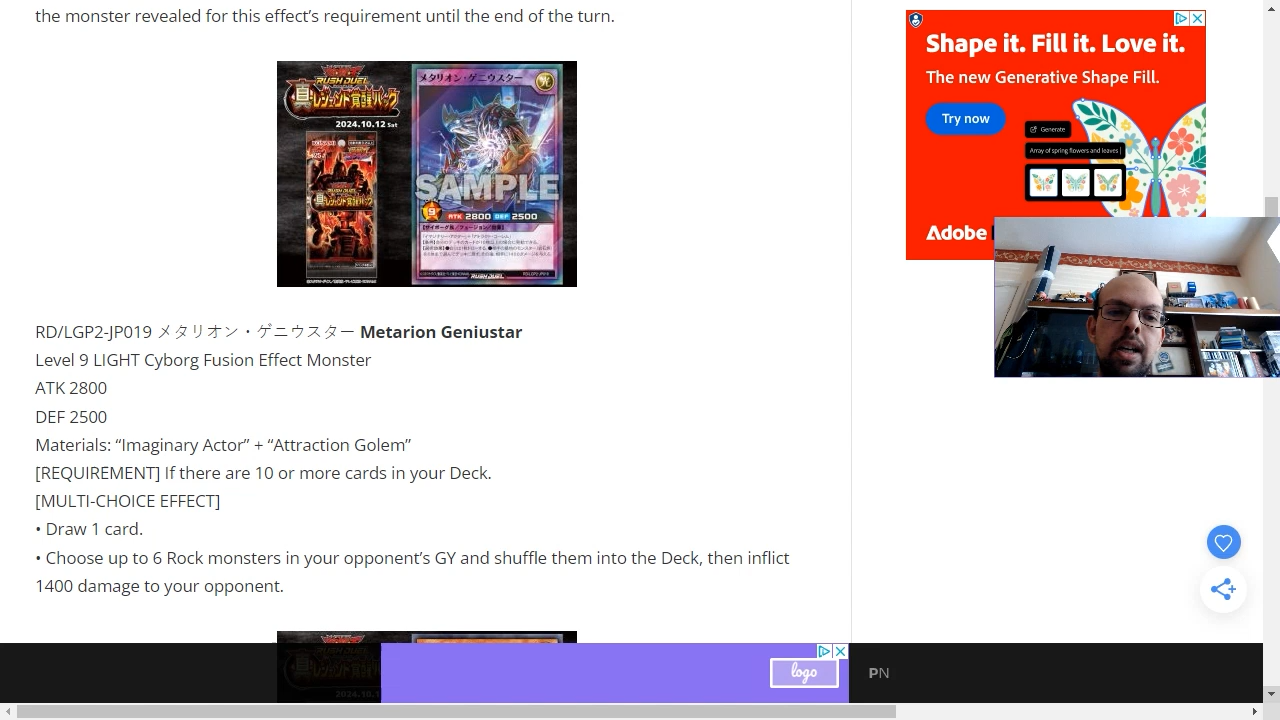 the monster revealed for this effect’s requirement until the end of the turn.
RUSH DUEL
2024.10.12 Sat
メタリオン・ゲニウスター
SAMPLE
9 ATK 2800 DEF 2500
RUSH DUEL
RD/LGP2-JP019 メタリオン・ゲニウスター Metarion Geniustar
Level 9 LIGHT Cyborg Fusion Effect Monster
ATK 2800
DEF 2500
Materials: “Imaginary Actor” + “Attraction Golem”
[REQUIREMENT] If there are 10 or more cards in your Deck.
[MULTI-CHOICE EFFECT]
• Draw 1 card.
• Choose up to 6 Rock monsters in your opponent’s GY and shuffle them into the Deck, then inflict
1400 damage to your opponent.
Shape it. Fill it. Love it.
The new Generative Shape Fill.
Try now
Generate
Array of spring flowers and leaves
Adobe
logo
PN